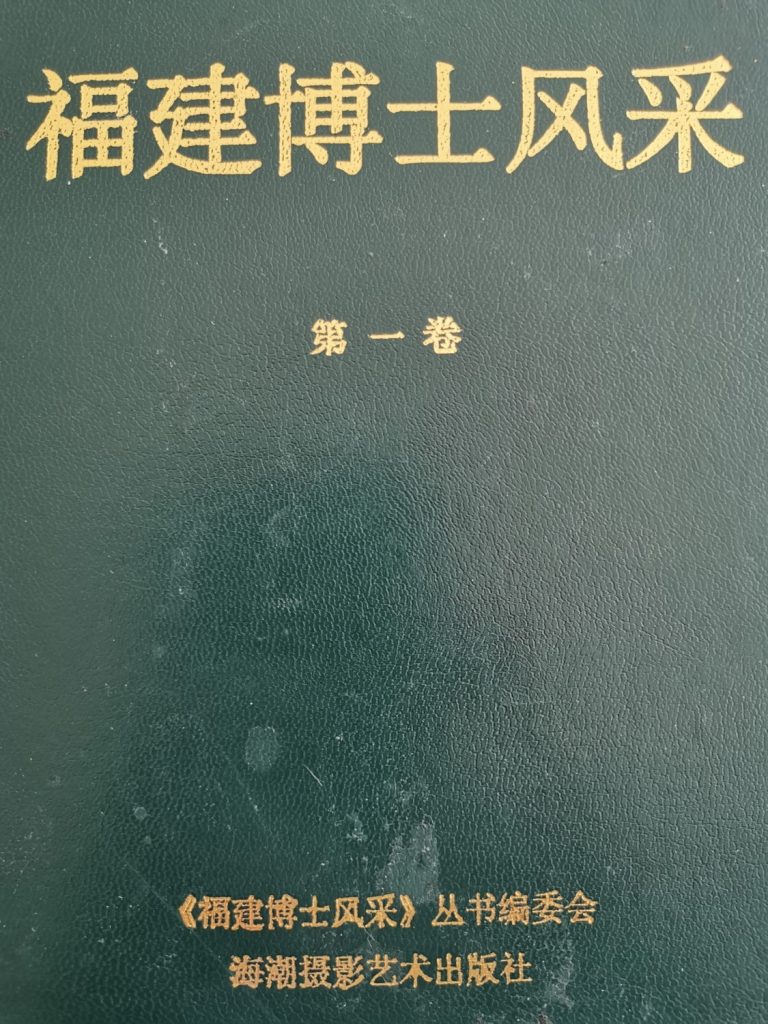 福建博士风采
第一卷
《福建博士风采》丛书编委会
海潮摄影艺术出版社